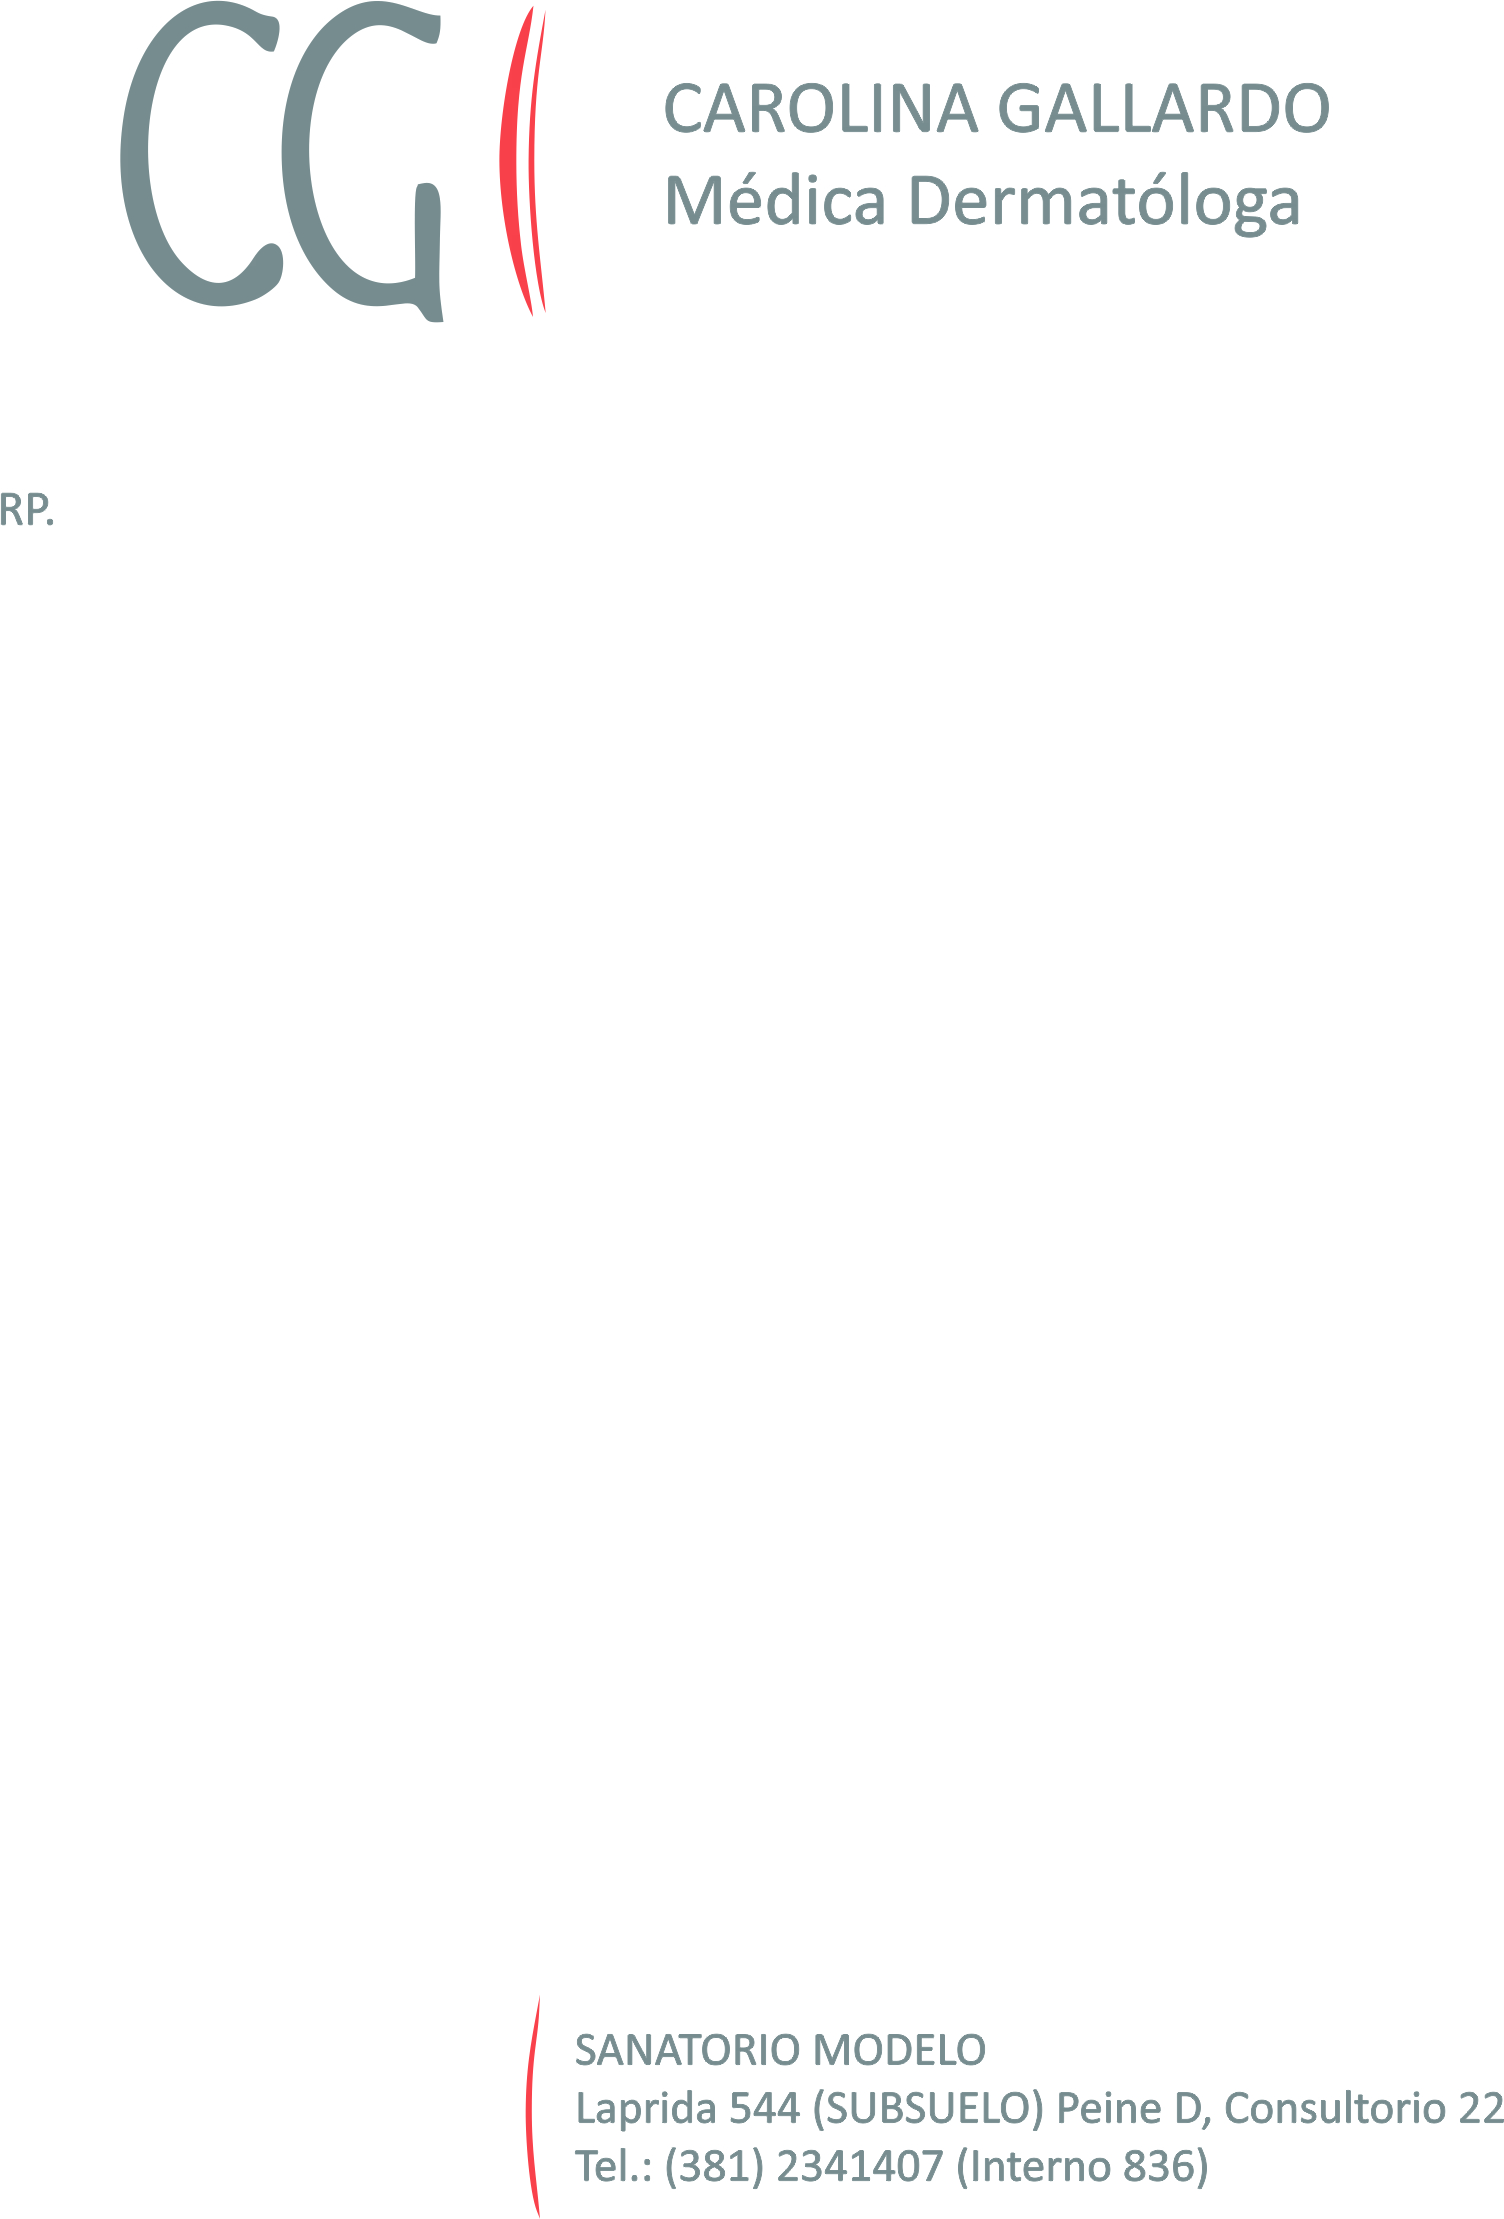 CG
CAROLINA GALLARDO
Médica Dermatóloga
RP.
SANATORIO MODELO
Laprida 544 (SUBSUELO) Peine D, Consultorio 22
Tel.: (381) 2341407 (Interno 836)